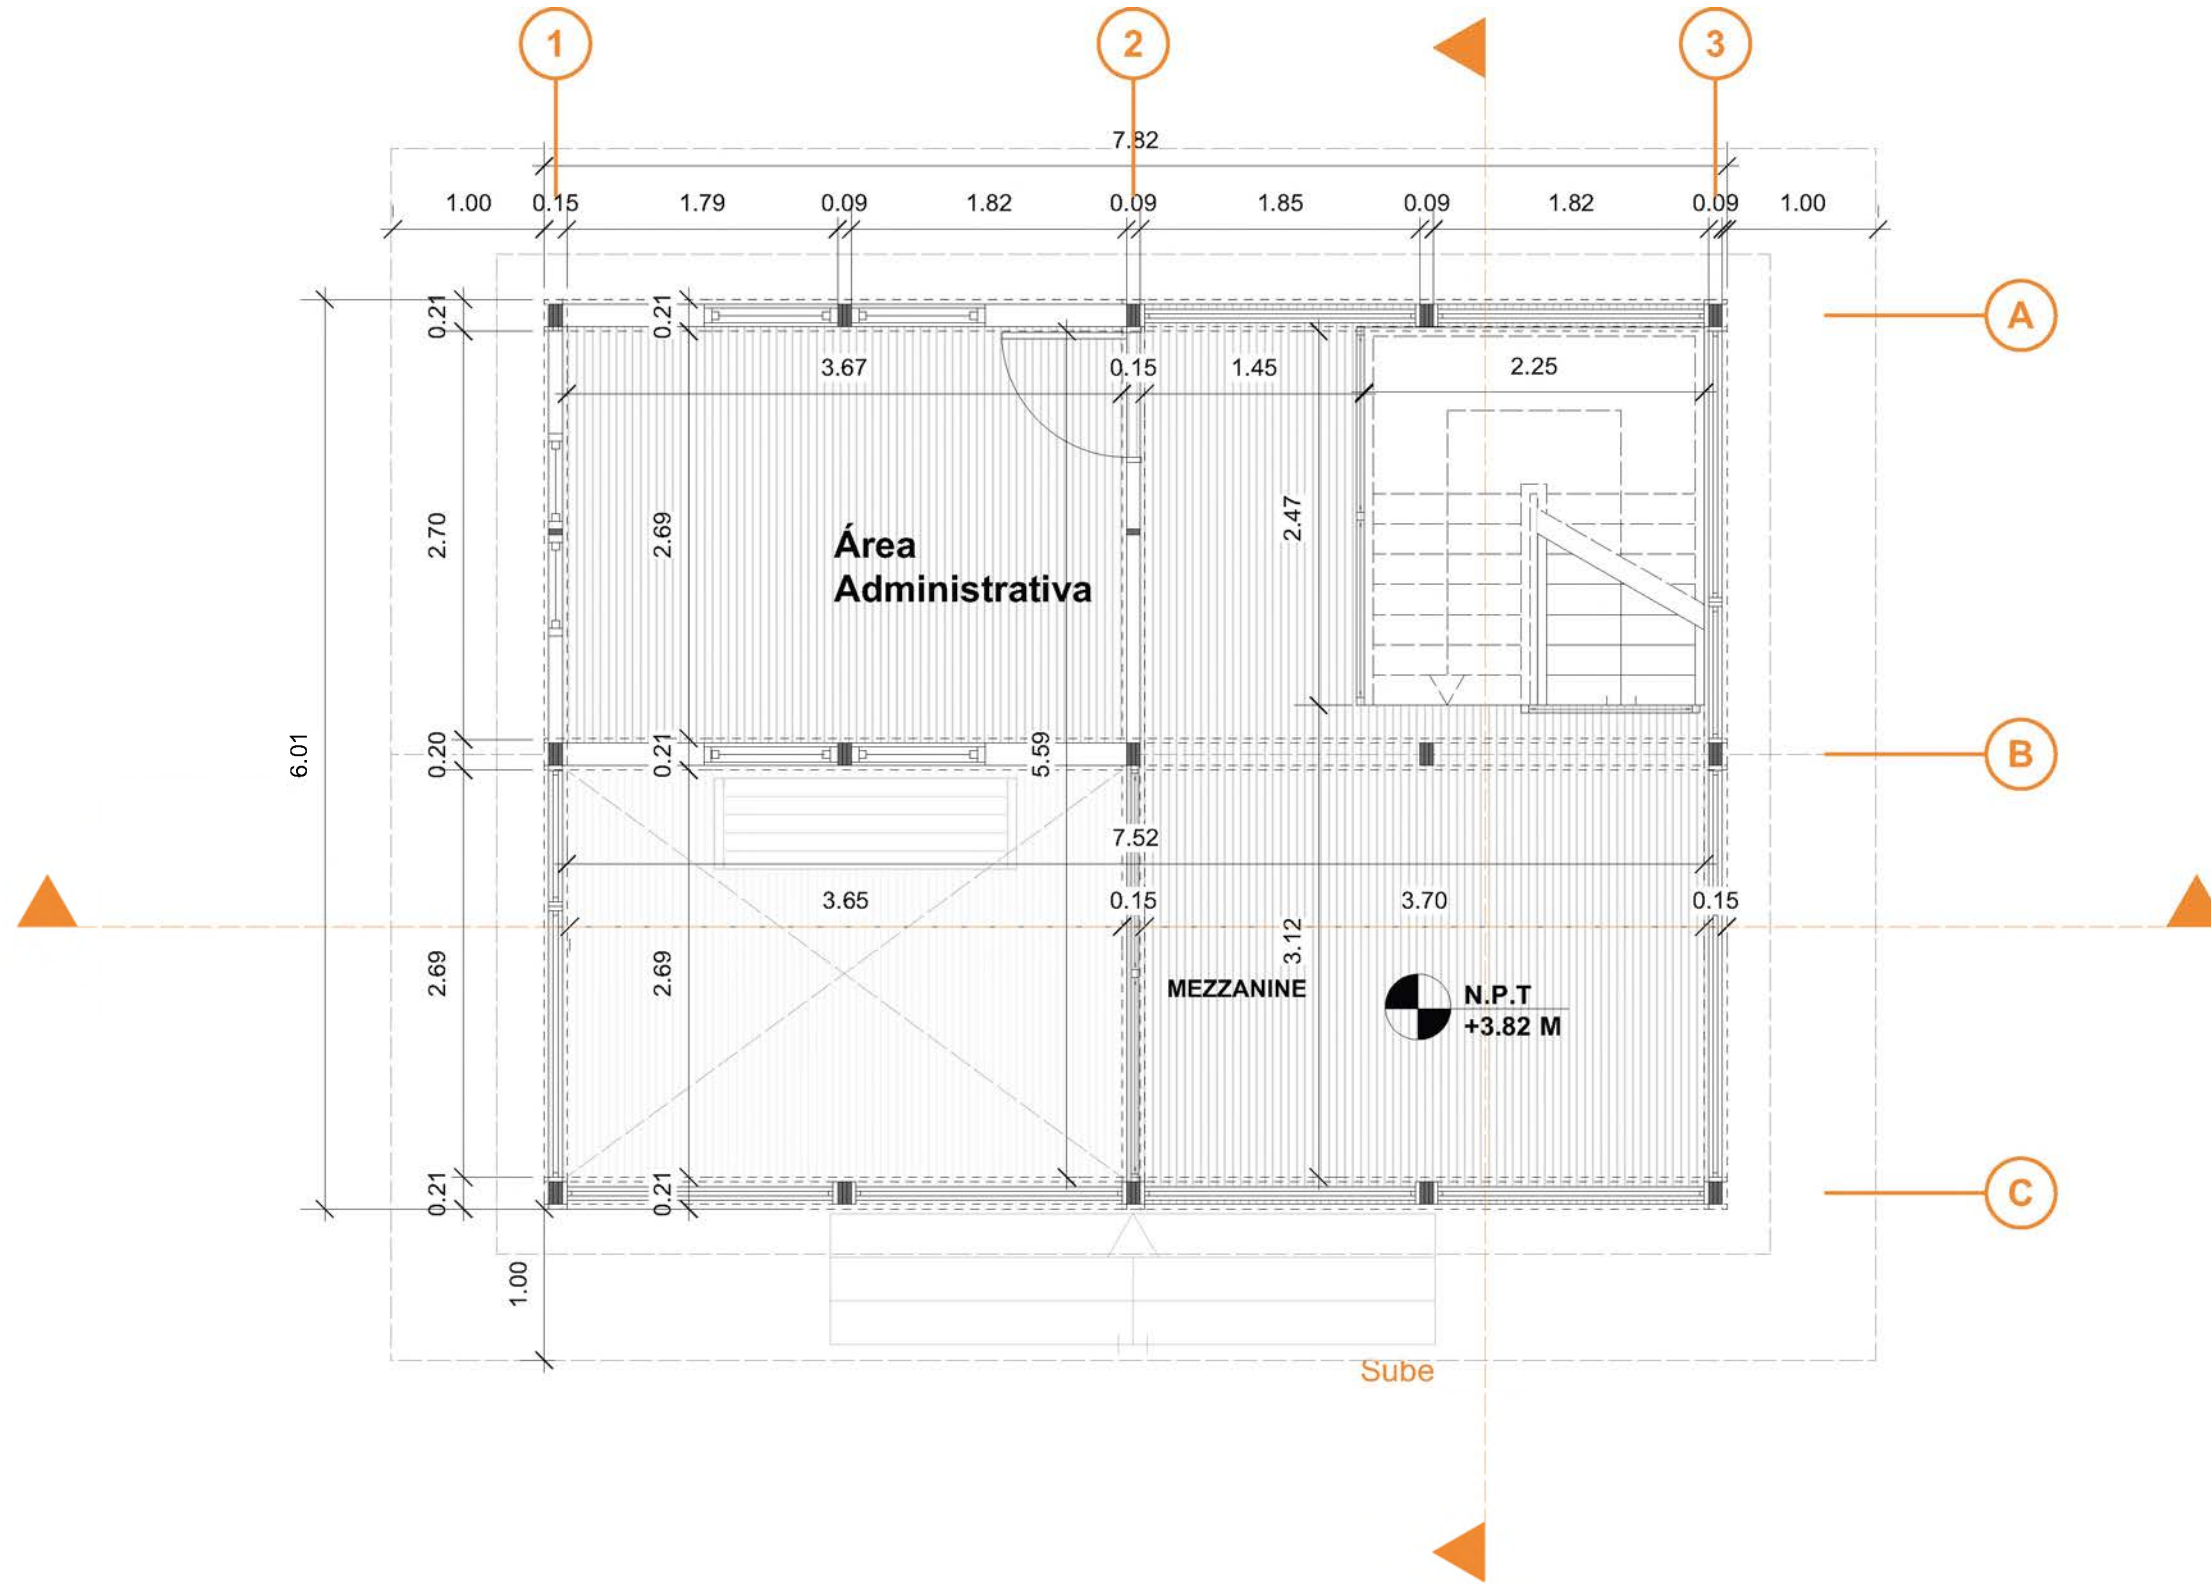 1 2 3
7.82
1.00 0.15 1.79 0.09 1.82 0.09 1.85 0.09 1.82 0.09 1.00
0.21 0.21
A
3.67 0.15 1.45 2.25
2.70 2.69 2.47
Área
Administrativa
6.01 0.20 0.21 5.59
B
7.52
3.65 0.15 3.70 0.15
2.69 2.69 3.12
MEZZANINE
N.P.T
+3.82 M
0.21 0.21
C
1.00
Sube